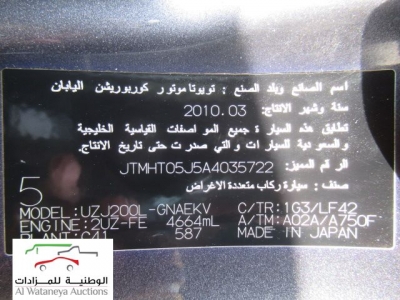 اسم الصانع وبلد الصنع : تويوتا موتور كوربوريشن اليابان
سنة وشهر الانتاج: 2010.03
تطابق هذه السيارة جميع المواصفات القياسية الخليجية
والسعودية للسيارات والتي صدرت حتى تاريخ الانتاج.
الرقم المميز: JTMHT05J5A4035722
صنف : سيارة ركاب متعددة الاغراض
5
MODEL:UZJ200L-GNAEKV C/TR:1G3/LF42
ENGINE:2UZ-FE 4664mL A/TM:A02A/A750F
PLANT:C41 587 MADE IN JAPAN
الوطنية للمزادات
Al Wataneya Auctions